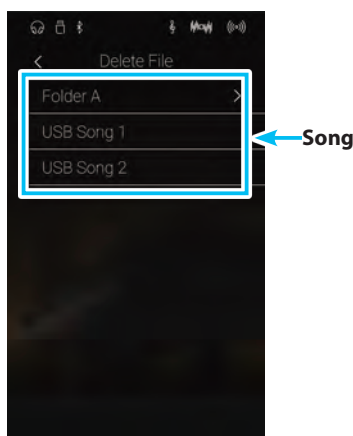 Delete File
Folder A
USB Song 1
Song
USB Song 2